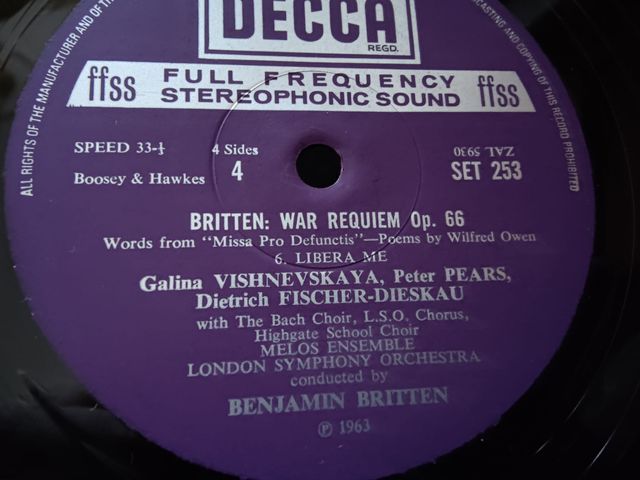 DECCA
REGD.
ALL RIGHTS OF THE MANUFACTURER AND OF THE
CASTING AND COPYING OF THIS RECORD PROHIBITED
ffss FULL FREQUENCY ffss
STEREOPHONIC SOUND
SPEED 33-⅓
4 Sides
ZAL 5930
Boosey & Hawkes
4
SET 253
BRITTEN: WAR REQUIEM Op. 66
Words from "Missa Pro Defunctis"—Poems by Wilfred Owen
6. LIBERA ME
Galina VISHNEVSKAYA, Peter PEARS,
Dietrich FISCHER-DIESKAU
with The Bach Choir, L.S.O. Chorus,
Highgate School Choir
MELOS ENSEMBLE
LONDON SYMPHONY ORCHESTRA
conducted by
BENJAMIN BRITTEN
℗ 1963